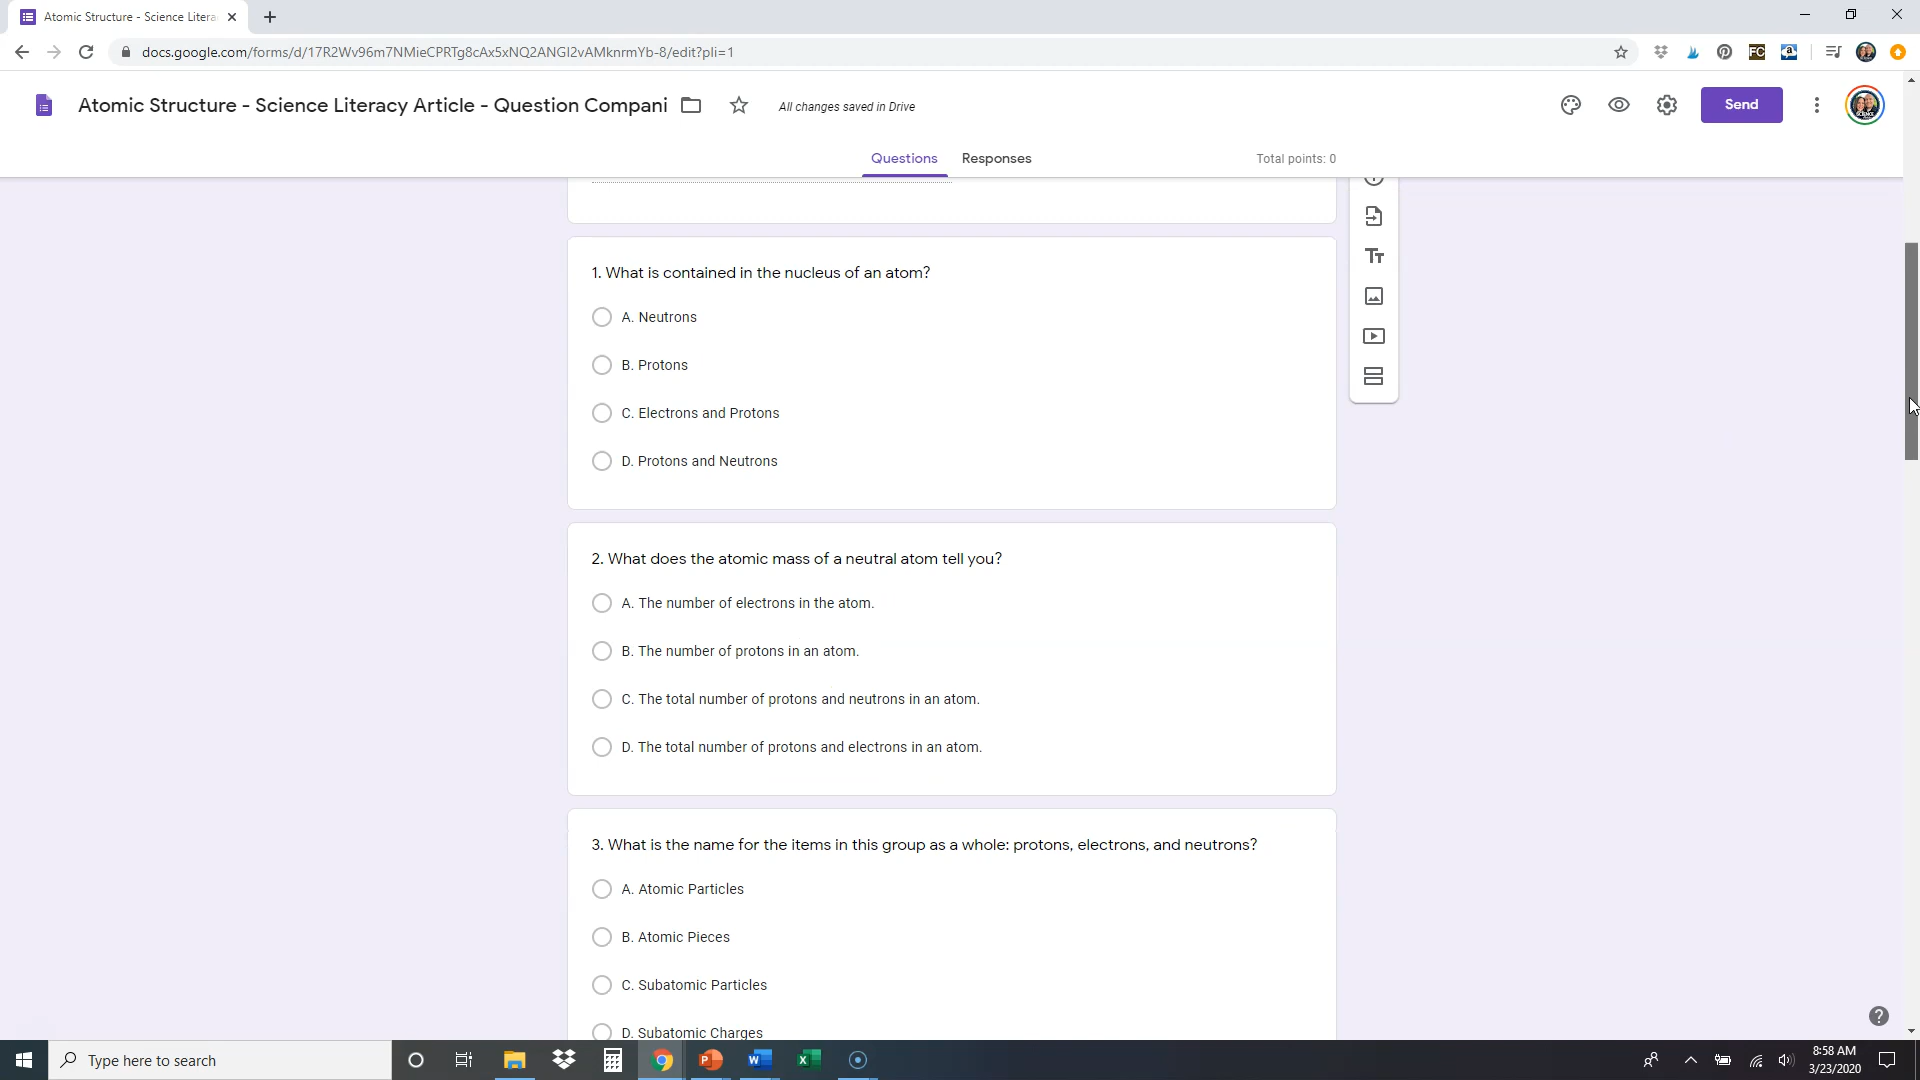 Atomic Structure - Science Litera
docs.google.com/forms/d/17R2Wv96m7NMieCPRTg8cAx5xNQ2ANGI2vAMknrmYb-8/edit?pli=1
FC
a
Atomic Structure - Science Literacy Article - Question Compani
All changes saved in Drive
Send
Questions
Responses
Total points: 0
1. What is contained in the nucleus of an atom?
A. Neutrons
B. Protons
C. Electrons and Protons
D. Protons and Neutrons
Tт
2. What does the atomic mass of a neutral atom tell you?
A. The number of electrons in the atom.
B. The number of protons in an atom.
C. The total number of protons and neutrons in an atom.
D. The total number of protons and electrons in an atom.
3. What is the name for the items in this group as a whole: protons, electrons, and neutrons?
A. Atomic Particles
B. Atomic Pieces
C. Subatomic Particles
D. Subatomic Charges
Type here to search
8:58 AM
3/23/2020